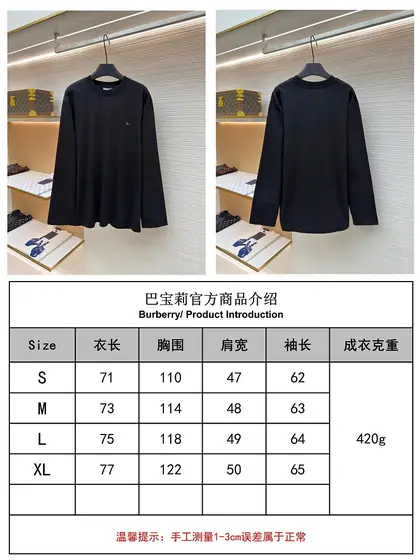 巴宝莉官方商品介绍
Burberry/ Product Introduction
Size 衣长 胸围 肩宽 袖长 成衣克重
S 71 110 47 62
M 73 114 48 63
L 75 118 49 64
XL 77 122 50 65
420g
温馨提示：手工测量1-3cm误差属于正常